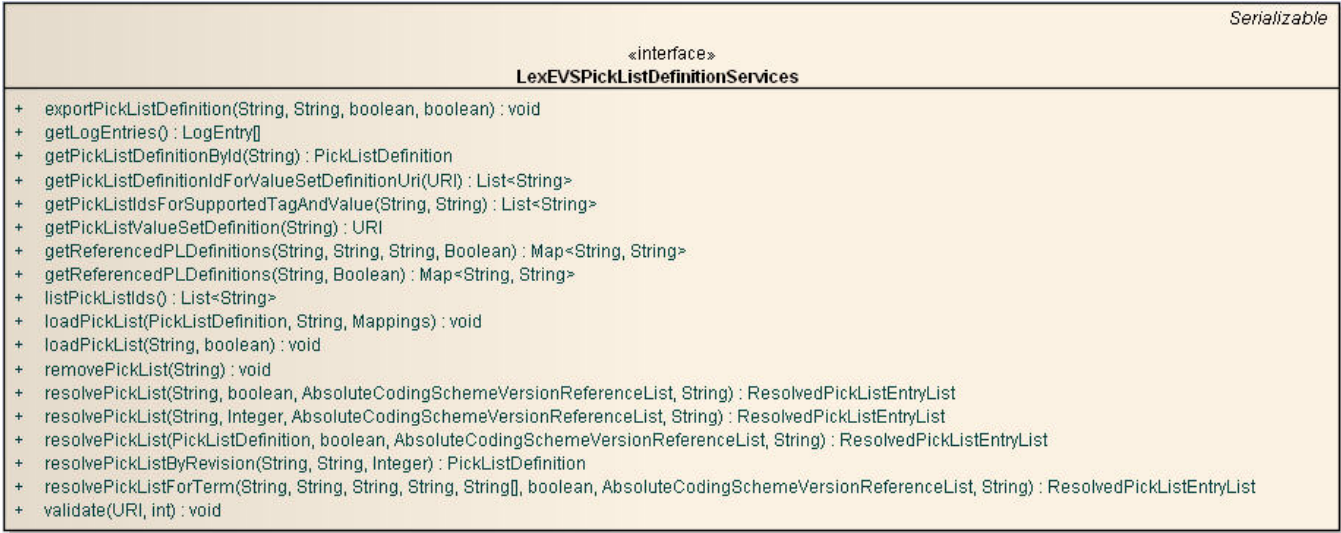 Serializable
«interface»
LexEVSPickListDefinitionServices
+ exportPickListDefinition(String, String, boolean, boolean) : void
+ getLogEntries() : LogEntry[]
+ getPickListDefinitionById(String) : PickListDefinition
+ getPickListDefinitionIdForValueSetDefinitionUri(URI) : List<String>
+ getPickListIdsForSupportedTagAndValue(String, String) : List<String>
+ getPickListValueSetDefinition(String) : URI
+ getReferencedPLDefinitions(String, String, String, Boolean) : Map<String, String>
+ getReferencedPLDefinitions(String, Boolean) : Map<String, String>
+ listPickListIds() : List<String>
+ loadPickList(PickListDefinition, String, Mappings) : void
+ loadPickList(String, boolean) : void
+ removePickList(String) : void
+ resolvePickList(String, boolean, AbsoluteCodingSchemeVersionReferenceList, String) : ResolvedPickListEntryList
+ resolvePickList(String, Integer, AbsoluteCodingSchemeVersionReferenceList, String) : ResolvedPickListEntryList
+ resolvePickList(PickListDefinition, boolean, AbsoluteCodingSchemeVersionReferenceList, String) : ResolvedPickListEntryList
+ resolvePickListByRevision(String, String, Integer) : PickListDefinition
+ resolvePickListForTerm(String, String, String, String, String[], boolean, AbsoluteCodingSchemeVersionReferenceList, String) : ResolvedPickListEntryList
+ validate(URI, int) : void